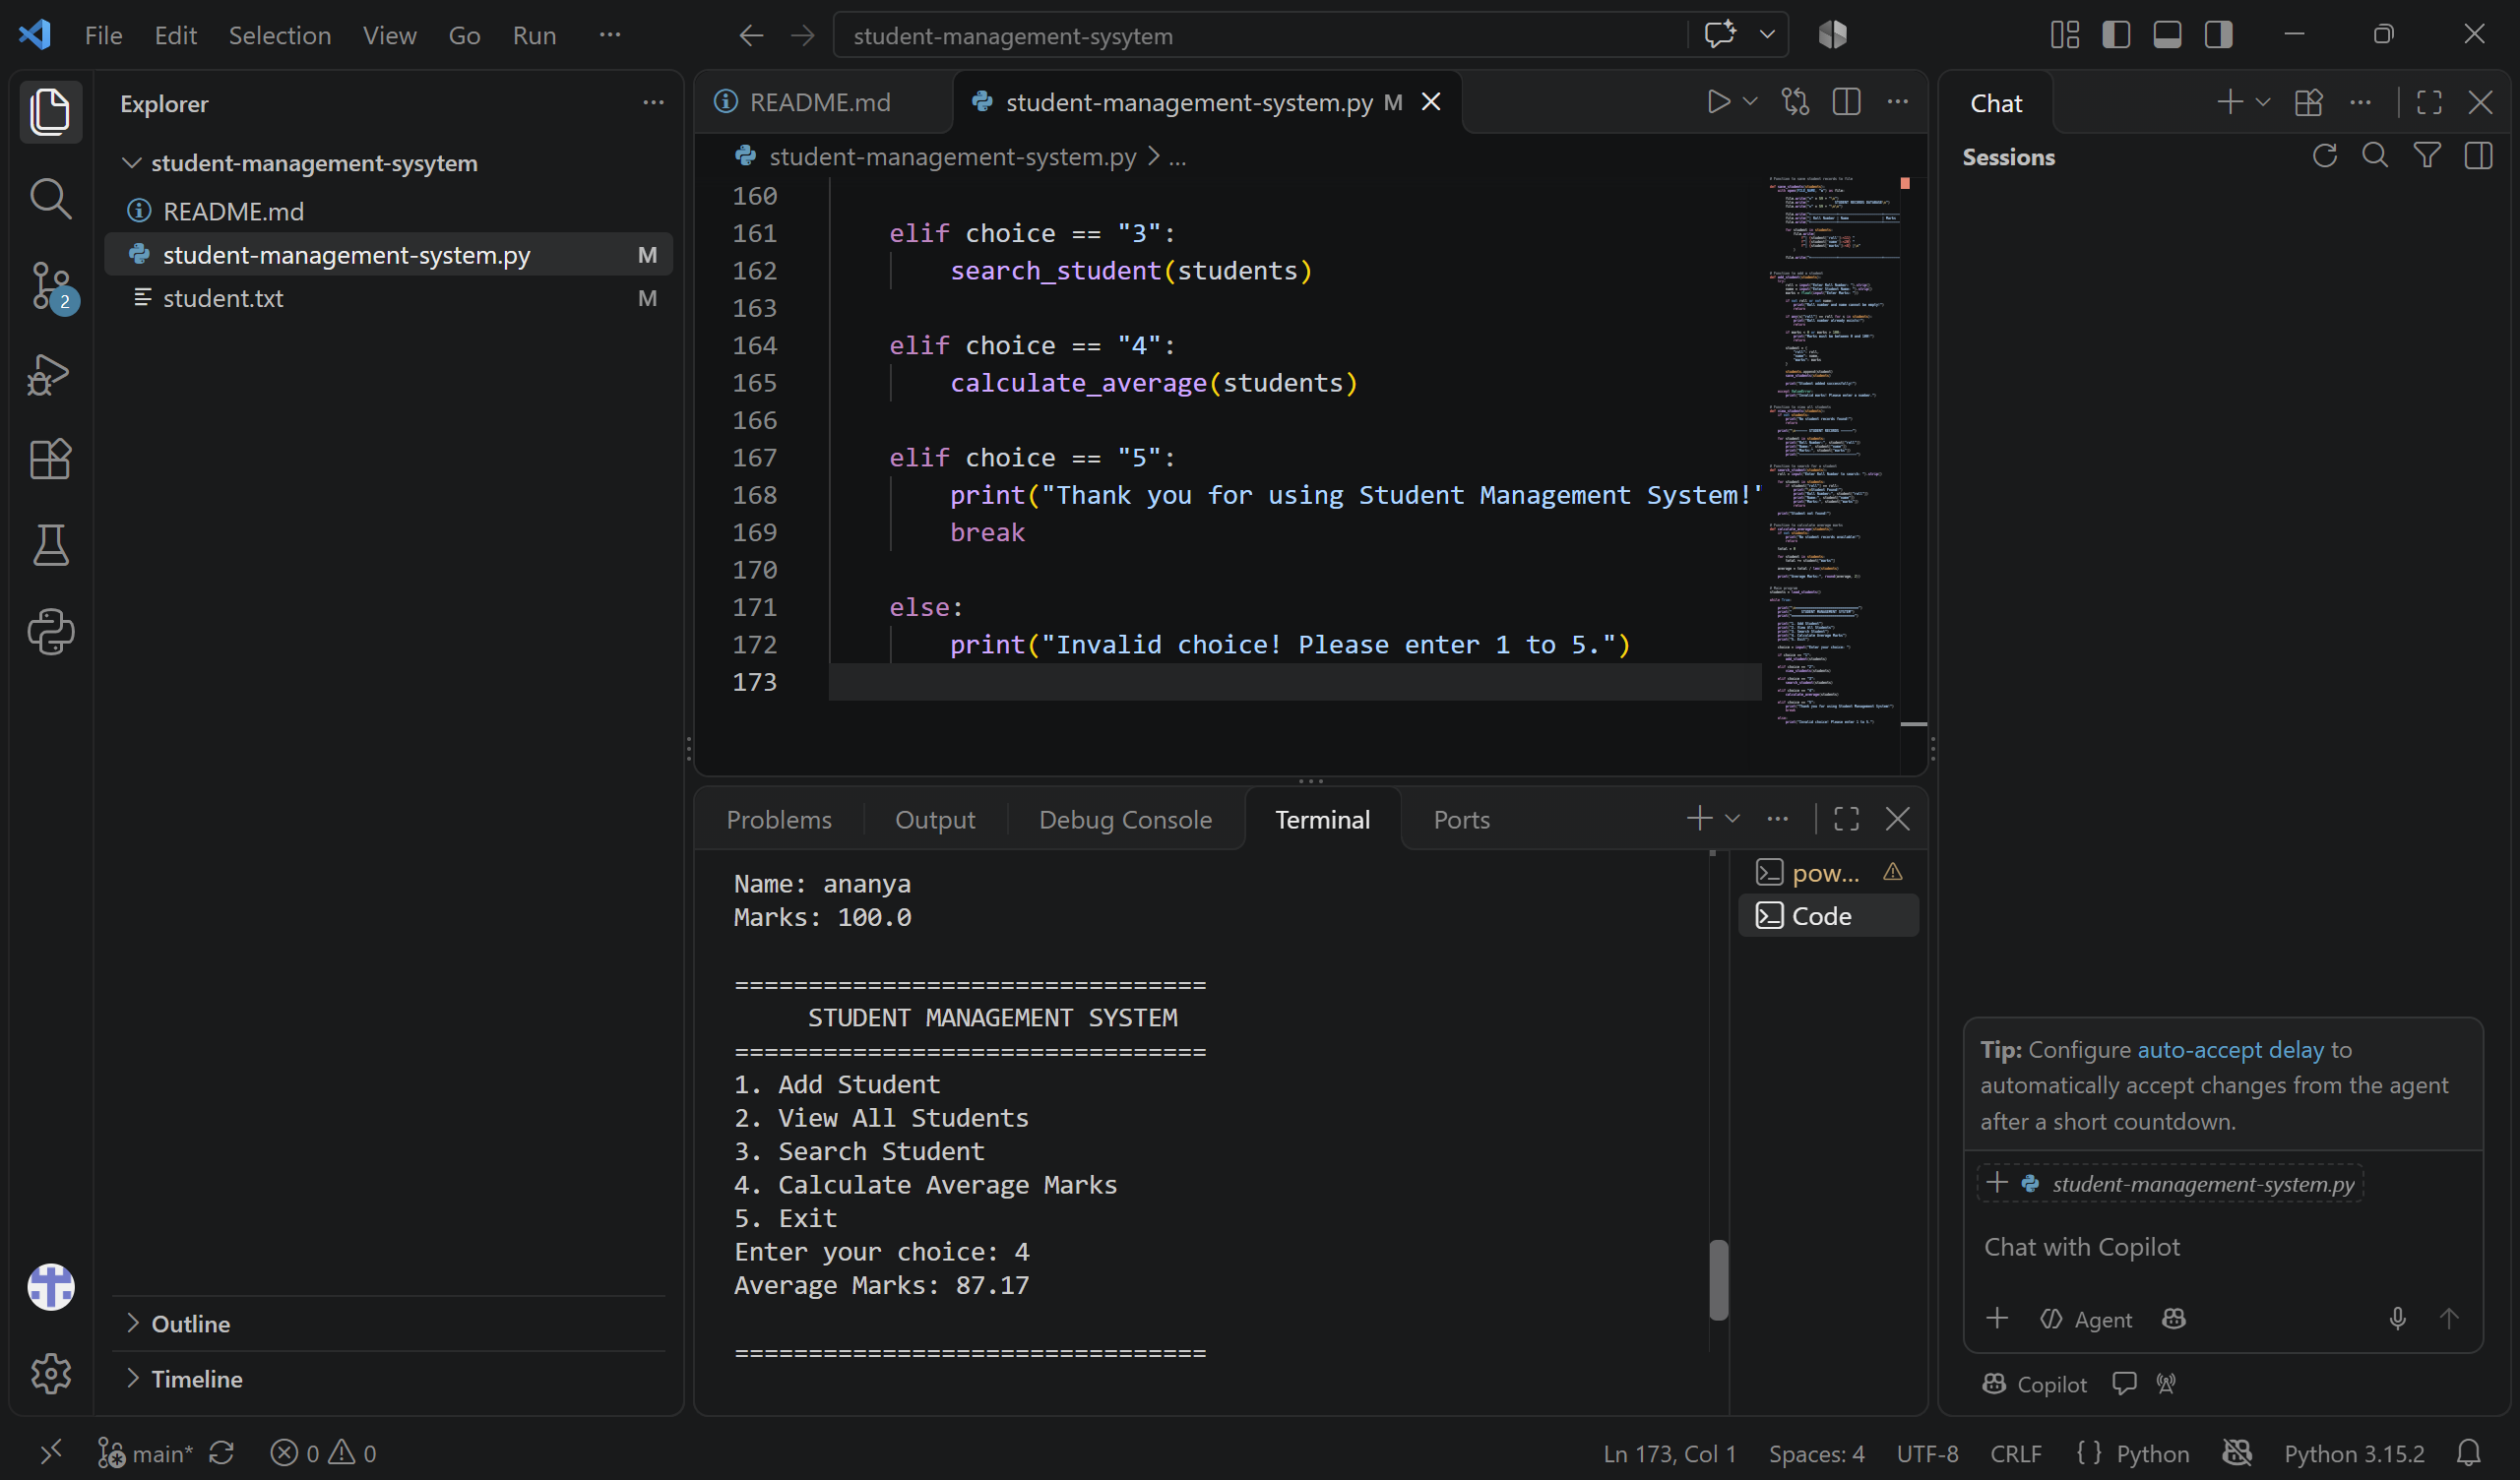 File Edit Selection View Go Run ···
student-management-sysytem
Explorer
student-management-sysytem
README.md
student-management-system.py M
student.txt M
2
Outline
Timeline
README.md
student-management-system.py M
student-management-system.py > ...
160
161 elif choice == "3":
162 search_student(students)
163
164 elif choice == "4":
165 calculate_average(students)
166
167 elif choice == "5":
168 print("Thank you for using Student Management System!"
169 break
170
171 else:
172 print("Invalid choice! Please enter 1 to 5.")
173
Problems Output Debug Console Terminal Ports
Name: ananya
Marks: 100.0
================================
STUDENT MANAGEMENT SYSTEM
================================
1. Add Student
2. View All Students
3. Search Student
4. Calculate Average Marks
5. Exit
Enter your choice: 4
Average Marks: 87.17
================================
pow...
Code
Chat
Sessions
Tip: Configure auto-accept delay to
automatically accept changes from the agent
after a short countdown.
student-management-system.py
Chat with Copilot
Agent
Copilot
main* 0 0
Ln 173, Col 1 Spaces: 4 UTF-8 CRLF { } Python Python 3.15.2